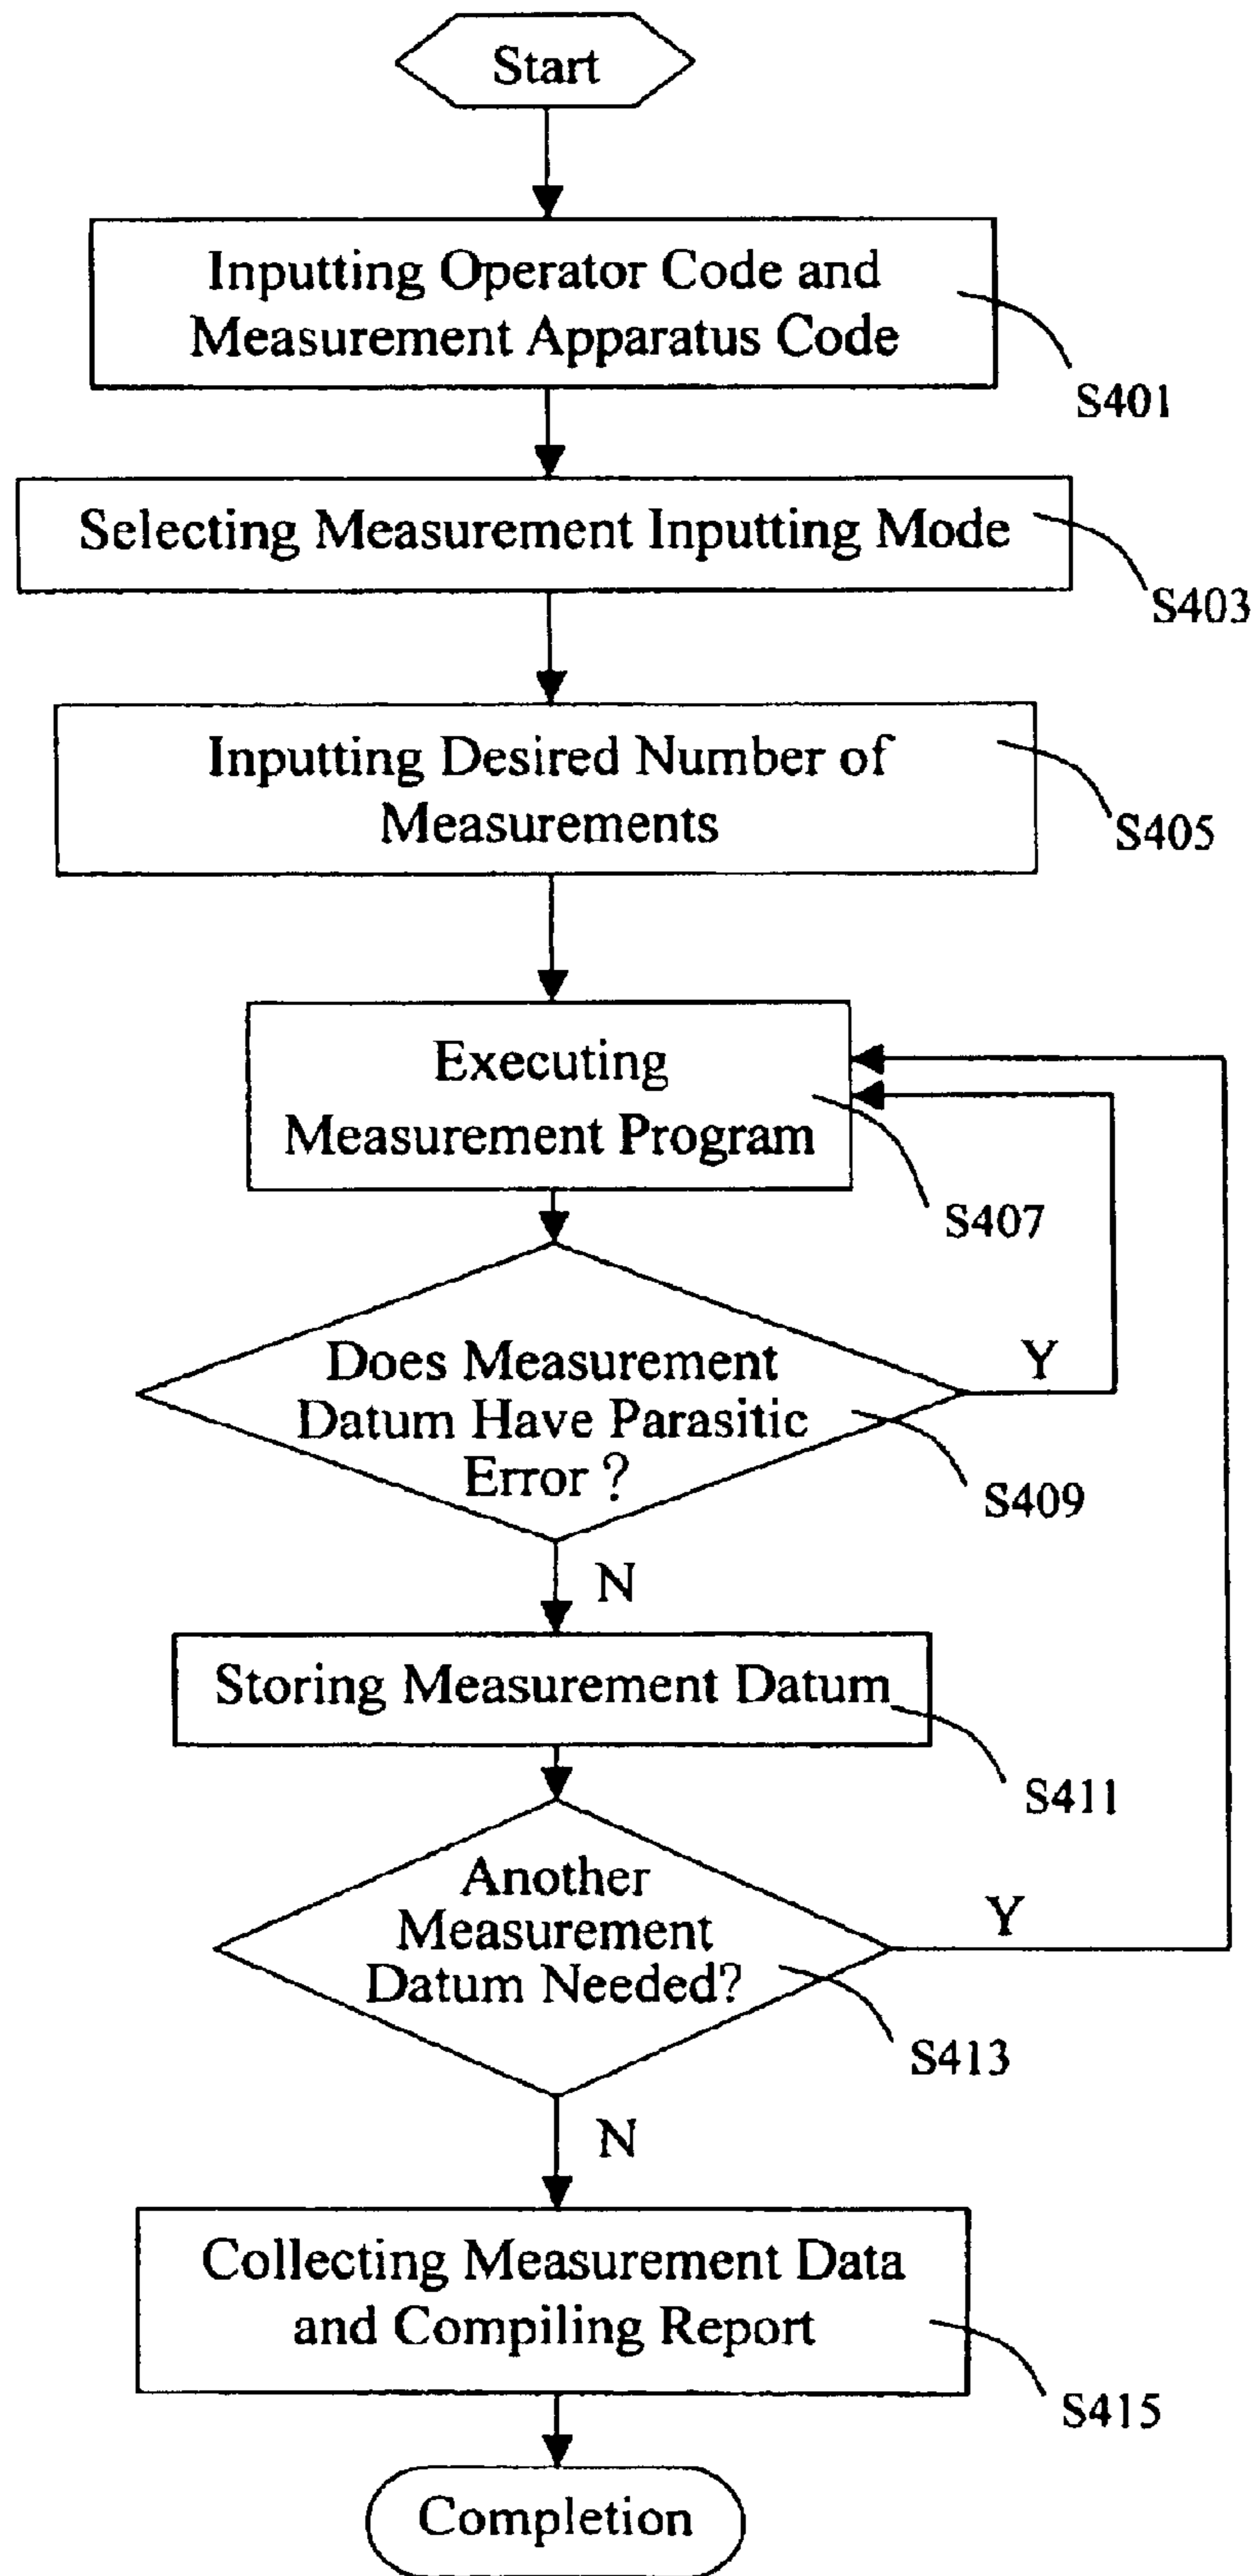 Start
Inputting Operator Code and
Measurement Apparatus Code
S401
Selecting Measurement Inputting Mode
S403
Inputting Desired Number of
Measurements
S405
Executing
Measurement Program
S407
Does Measurement
Datum Have Parasitic
Error ?
Y
S409
N
Storing Measurement Datum
S411
Another
Measurement
Datum Needed?
Y
S413
N
Collecting Measurement Data
and Compiling Report
S415
Completion